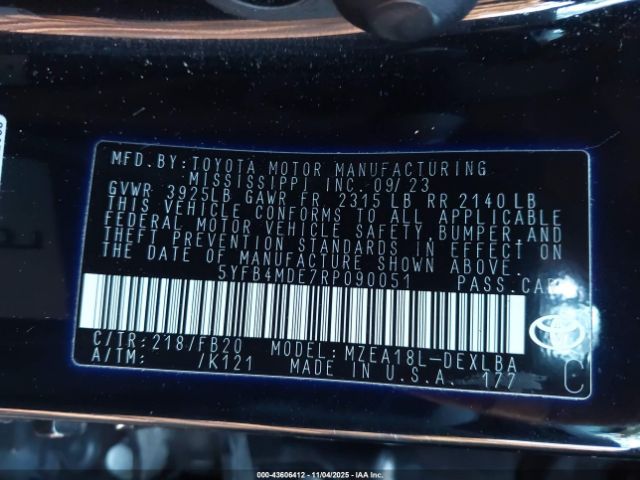 MFD.BY:TOYOTA MOTOR MANUFACTURING
MISSISSIPPI INC.09/23
GVWR 3925LB GAWR FR 2315 LB RR 2140 LB
THIS VEHICLE CONFORMS TO ALL APPLICABLE
FEDERAL MOTOR VEHICLE SAFETY, BUMPER, AND
THEFT PREVENTION STANDARDS IN EFFECT ON
THE DATE OF MANUFACTURE SHOWN ABOVE.
5YFB4MDE7RP090051 PASS.CAR
C/TR:218/FB20 MODEL:MZEA18L-DEXLBA
A/TM: /K121 MADE IN U.S.A. 177
C
000-43606412 - 11/04/2025 - IAA Inc.